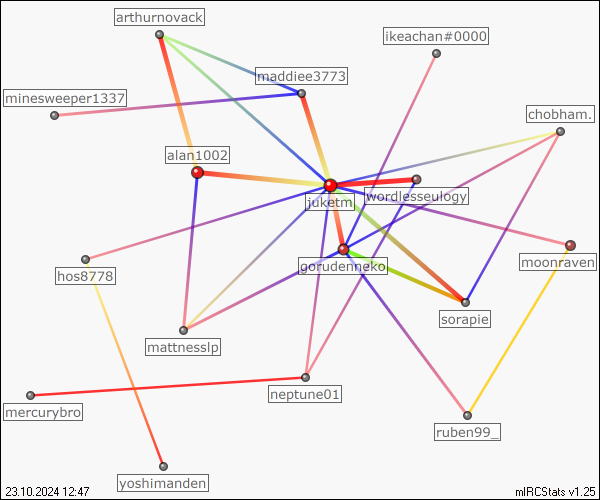 arthurnovack
ikeachan#0000
maddiee3773
minesweeper1337
chobham.
alan1002
wordlesseulogy
juketm
moonraven
gorudenneko
hos8778
sorapie
mattnesslp
neptune01
mercurybro
ruben99_
yoshimanden
23.10.2024 12:47
mIRCStats v1.25